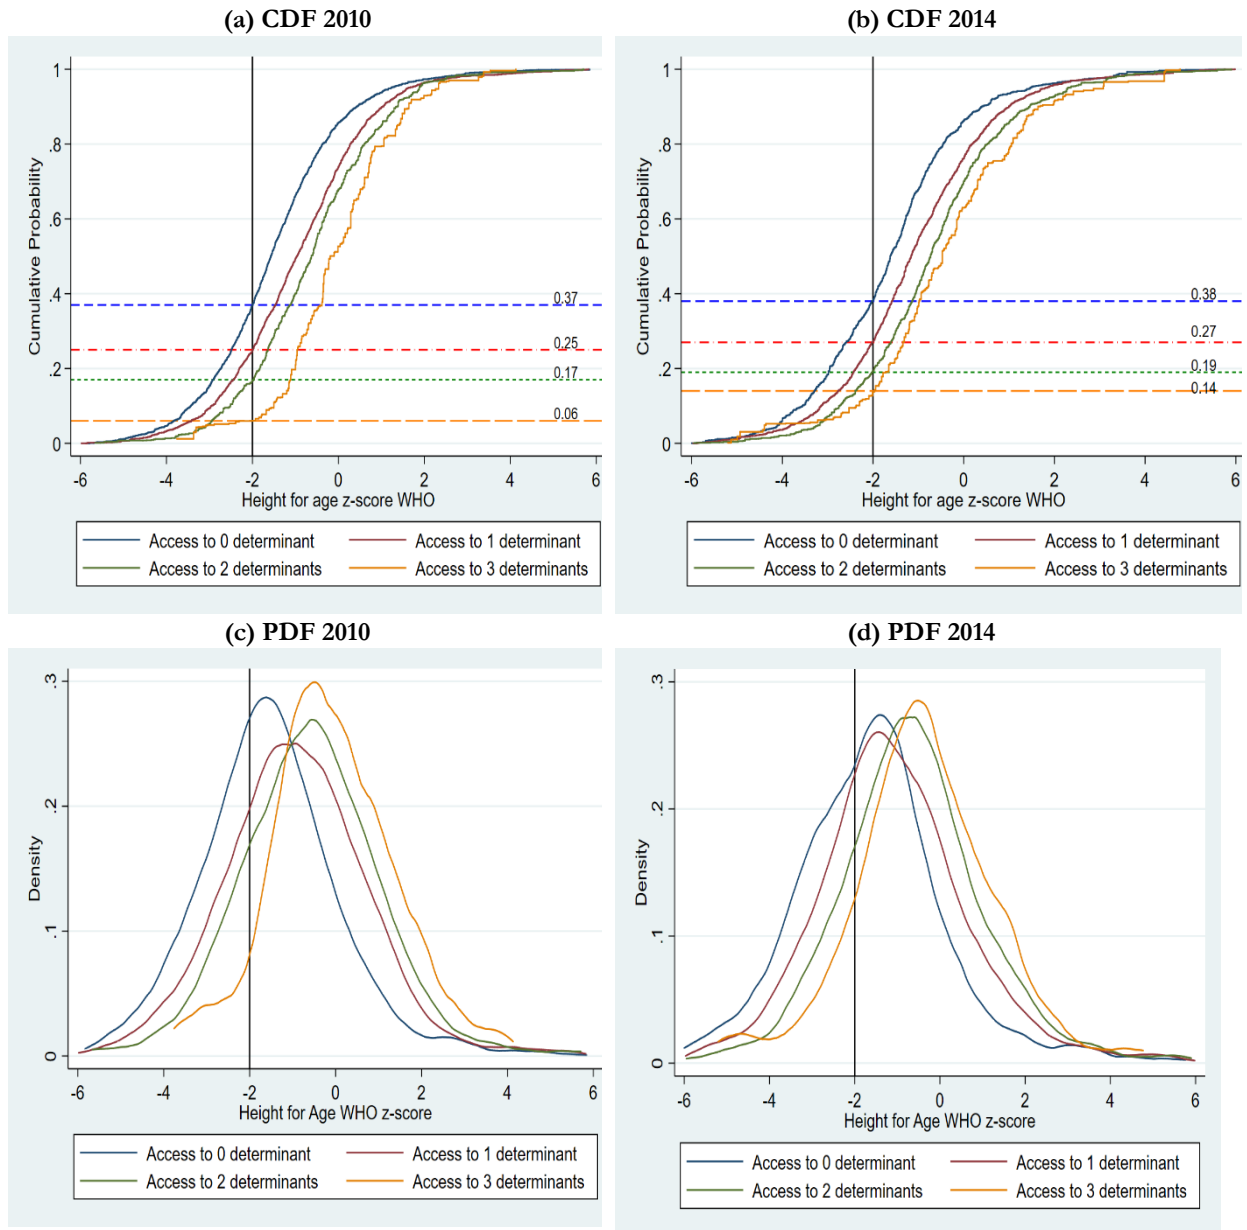 (a) CDF 2010
1
.8
.6
.4
.2
0
Cumulative Probability
0.37
0.25
0.17
0.06
-6 -4 -2 0 2 4 6
Height for age z-score WHO
Access to 0 determinant Access to 1 determinant
Access to 2 determinants Access to 3 determinants
(b) CDF 2014
1
.8
.6
.4
.2
0
Cumulative Probability
0.38
0.27
0.19
0.14
-6 -4 -2 0 2 4 6
Height for age z-score WHO
Access to 0 determinant Access to 1 determinant
Access to 2 determinants Access to 3 determinants
(c) PDF 2010
.3
.2
.1
0
Density
-6 -4 -2 0 2 4 6
Height for Age WHO z-score
Access to 0 determinant Access to 1 determinant
Access to 2 determinants Access to 3 determinants
(d) PDF 2014
.3
.2
.1
0
Density
-6 -4 -2 0 2 4 6
Height for Age WHO z-score
Access to 0 determinant Access to 1 determinant
Access to 2 determinants Access to 3 determinants